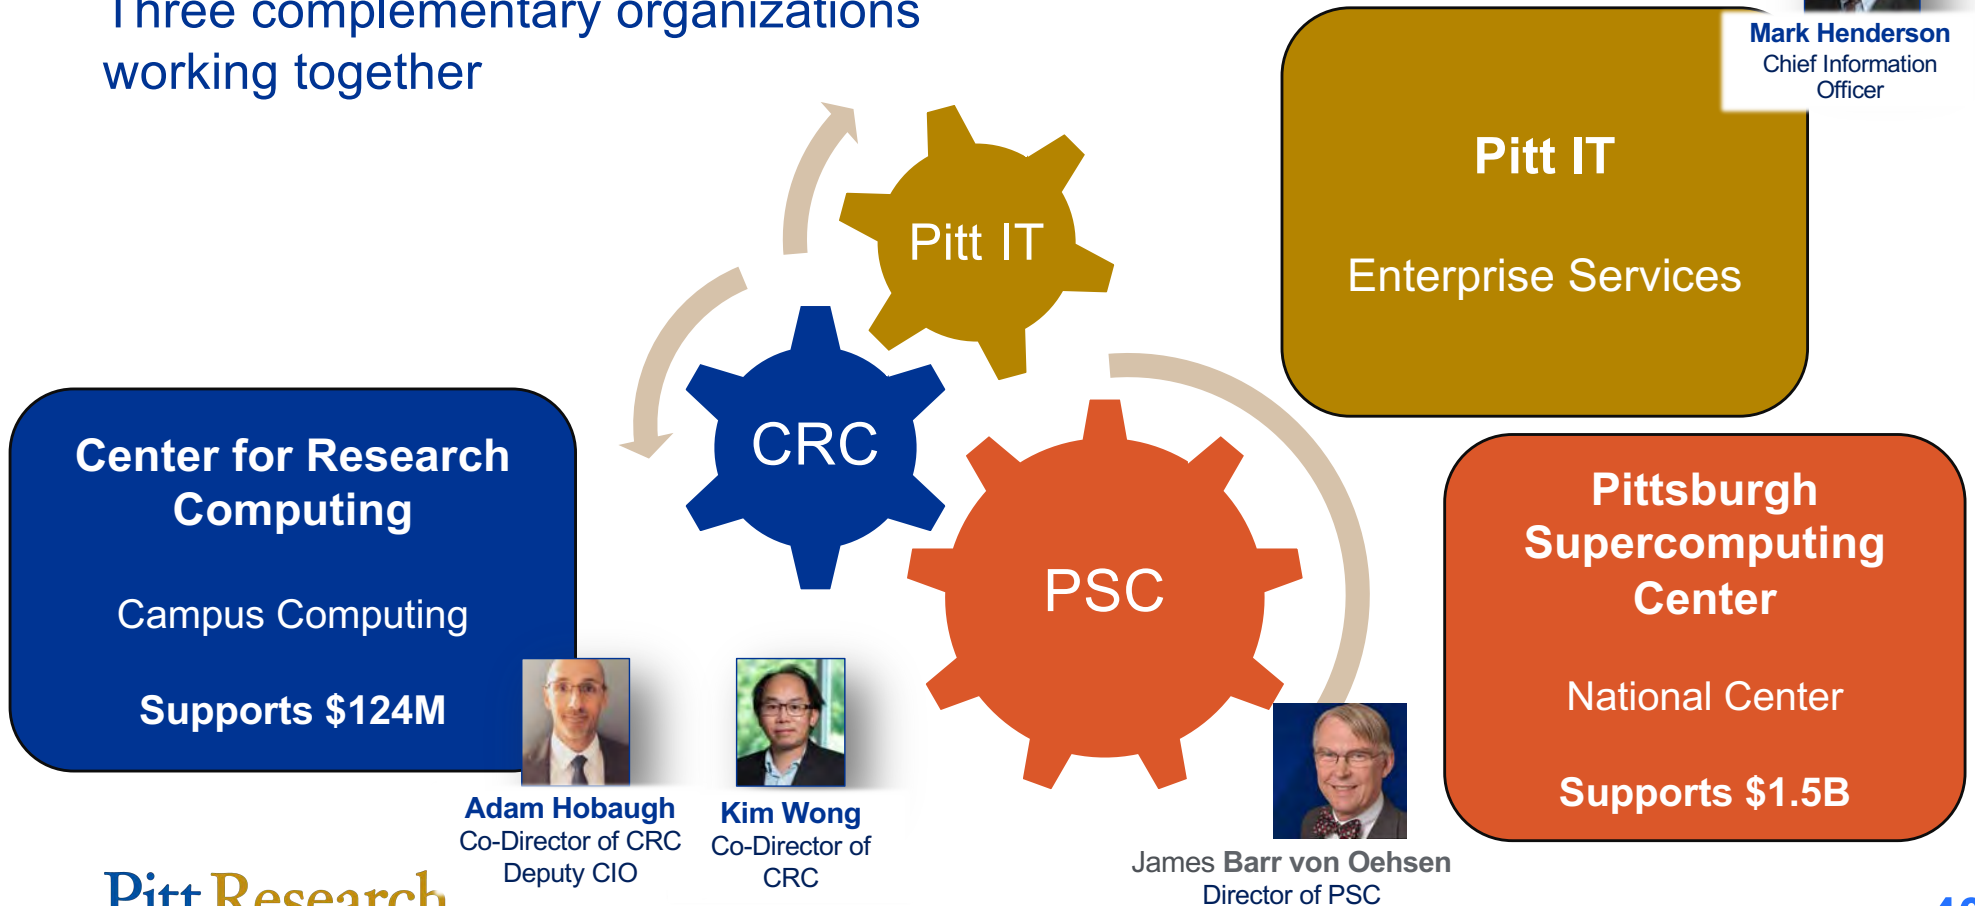 Three complementary organizations
working together
Mark Henderson
Chief Information
Officer
Pitt IT
Enterprise Services
Pitt IT
CRC
PSC
Center for Research
Computing
Campus Computing
Supports $124M
Pittsburgh
Supercomputing
Center
National Center
Supports $1.5B
Adam Hobaugh
Co-Director of CRC
Deputy CIO
Kim Wong
Co-Director of
CRC
James Barr von Oehsen
Director of PSC
Pitt Research